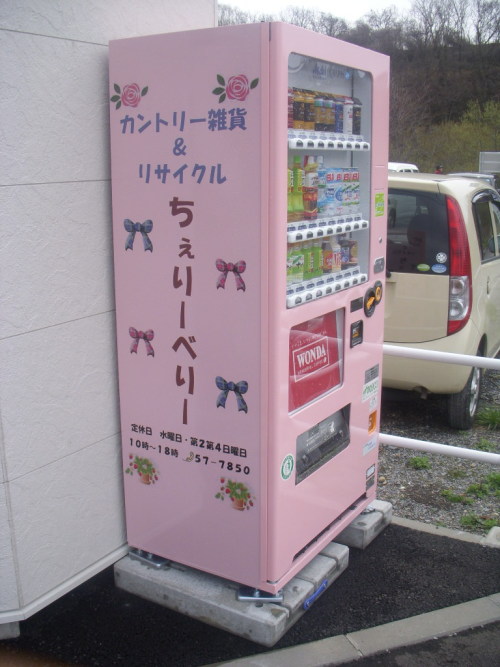 カントリー雑貨
&
リサイクル
ちぇりーべりー
定休日 水曜日・第2第4日曜日
10時〜18時 57-7850
WONDA